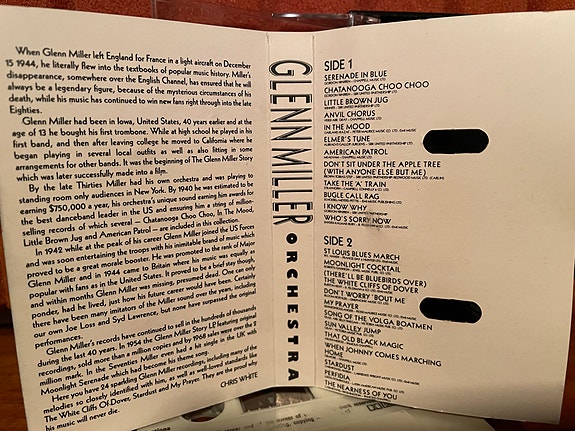 When Glenn Miller left England for France in a light aircraft on December
15 1944, he literally flew into the textbooks of popular music history. Miller's
disappearance, somewhere over the English Channel, has ensured that he will
always be a legendary figure, because of the mysterious circumstances of his
death, while his music has continued to win new fans right through into the late
Eighties.
Glenn Miller had been in Iowa, United States, 40 years earlier and at the
age of 13 he bought his first trombone. While at high school he played in his
first band, and then after leaving college he moved to California where he
began playing in several local outfits as well as also fitting in some
arrangements for other bands. It was the beginning of The Glenn Miller Story
which was later successfully made into a film.
By the late Thirties Miller had his own orchestra and was playing to
standing room only audiences in New York. By 1940 he was estimated to be
earning $750,000 a year, his orchestra's unique sound earning him awards for
the best danceband leader in the US and ensuring him a string of million-
selling records of which several — Chatanooga Choo Choo, In The Mood,
Little Brown Jug and American Patrol — are included in this collection.
In 1942 while at the peak of his career Glenn Miller joined the US Forces
and was soon entertaining the troops with his inimitable brand of music which
proved to be a great morale booster. He was promoted to the rank of Major
Glenn Miller and in 1944 came to Britain where his music was equally as
popular with fans as in the United States. It proved to be a sad stay though,
and within months Glenn Miller was missing, presumed dead. One can only
ponder, had he lived, just how his future career would have been. Certainly
there have been many imitators of the Miller sound over the years, including
our own Joe Loss and Syd Lawrence, but none have surpassed the original
performances.
Glenn Miller's records have continued to sell in the hundreds of thousands
during the last 40 years. In 1954 the Glenn Miller Story LP featuring original
recordings, sold more than a million copies and by 1968 sales were over the 2
million mark. In the Seventies Miller even had a hit single in the UK with
Moonlight Serenade which had become his theme song.
Here you have 24 sparkling Glenn Miller recordings, including many of the
melodies so closely identified with him, as well as well-loved standards like
The White Cliffs Of Dover, Stardust and My Prayer. They are the proof why
his music will never die.
CHRIS WHITE
GLENN MILLER • ORCHESTRA
SIDE 1
SERENADE IN BLUE
CHATANOOGA CHOO CHOO
LITTLE BROWN JUG
ANVIL CHORUS
IN THE MOOD
ELMER'S TUNE
AMERICAN PATROL
DON'T SIT UNDER THE APPLE TREE
(WITH ANYONE ELSE BUT ME)
TAKE THE 'A' TRAIN
BUGLE CALL RAG
I KNOW WHY
WHO'S SORRY NOW
SIDE 2
ST LOUIS BLUES MARCH
MOONLIGHT COCKTAIL
(THERE'LL BE BLUEBIRDS OVER)
THE WHITE CLIFFS OF DOVER
DON'T WORRY 'BOUT ME
MY PRAYER
SONG OF THE VOLGA BOATMEN
SUN VALLEY JUMP
THAT OLD BLACK MAGIC
WHEN JOHNNY COMES MARCHING
HOME
STARDUST
PERFIDIA
THE NEARNESS OF YOU